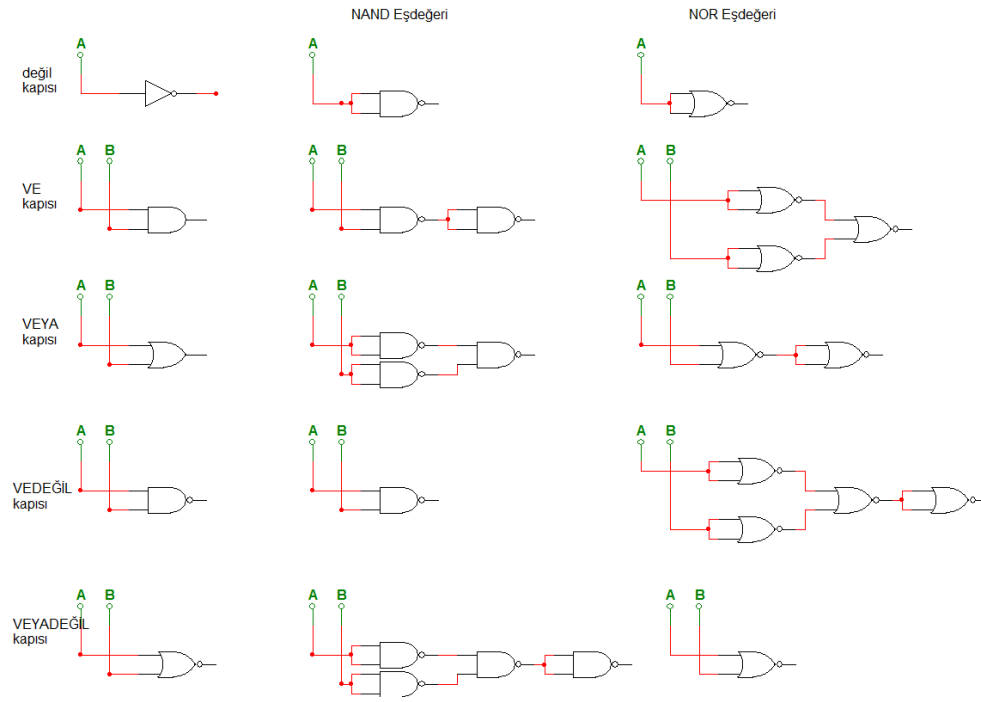 NAND Eşdeğeri
NOR Eşdeğeri
değil
kapısı
A
A
A
VE
kapısı
A B
A B
A B
VEYA
kapısı
A B
A B
A B
VEDEĞİL
kapısı
A B
A B
A B
VEYADEĞİL
kapısı
A B
A B
A B